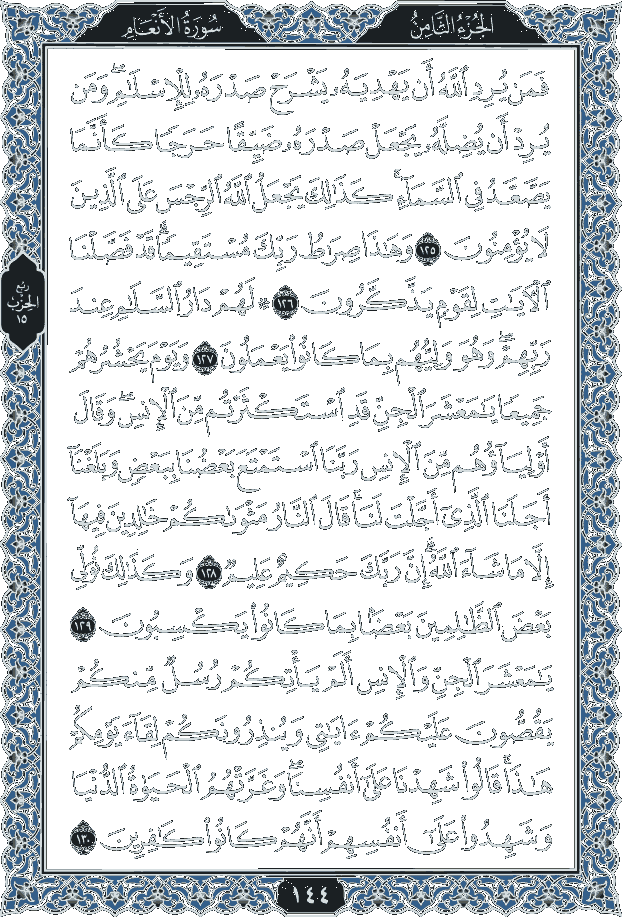 الجُزْءُ الثَّامِنُ
سُورَةُ الأَنْعَامِ
فَمَن يُرِدِ ٱللَّهُ أَن يَهْدِيَهُۥ يَشْرَحْ صَدْرَهُۥ لِلْإِسْلَٰمِۖ وَمَن
يُرِدْ أَن يُضِلَّهُۥ يَجْعَلْ صَدْرَهُۥ ضَيِّقًا حَرَجًا كَأَنَّمَا
يَصَّعَّدُ فِي ٱلسَّمَآءِۚ كَذَٰلِكَ يَجْعَلُ ٱللَّهُ ٱلرِّجْسَ عَلَى ٱلَّذِينَ
لَا يُؤْمِنُونَ ١٢٥ وَهَٰذَا صِرَٰطُ رَبِّكَ مُسْتَقِيمًاۗ قَدْ فَصَّلْنَا
ٱلْءَايَٰتِ لِقَوْمٍ يَذَّكَّرُونَ ١٢٦ ۞ لَهُمْ دَارُ ٱلسَّلَٰمِ عِندَ
رَبِّهِمْۖ وَهُوَ وَلِيُّهُم بِمَا كَانُوا۟ يَعْمَلُونَ ١٢٧ وَيَوْمَ يَحْشُرُهُمْ
جَمِيعًا يَٰمَعْشَرَ ٱلْجِنِّ قَدِ ٱسْتَكْثَرْتُم مِّنَ ٱلْإِنسِۖ وَقَالَ
أَوْلِيَآؤُهُم مِّنَ ٱلْإِنسِ رَبَّنَا ٱسْتَمْتَعَ بَعْضُنَا بِبَعْضٍ وَبَلَغْنَآ
أَجَلَنَا ٱلَّذِىٓ أَجَّلْتَ لَنَاۚ قَالَ ٱلنَّارُ مَثْوَىٰكُمْ خَٰلِدِينَ فِيهَآ
إِلَّا مَا شَآءَ ٱللَّهُۗ إِنَّ رَبَّكَ حَكِيمٌ عَلِيمٌ ١٢٨ وَكَذَٰلِكَ نُوَلِّى
بَعْضَ ٱلظَّٰلِمِينَ بَعْضًۢا بِمَا كَانُوا۟ يَكْسِبُونَ ١٢٩
يَٰمَعْشَرَ ٱلْجِنِّ وَٱلْإِنسِ أَلَمْ يَأْتِكُمْ رُسُلٌ مِّنكُمْ
يَقُصُّونَ عَلَيْكُمْ ءَايَٰتِى وَيُنذِرُونَكُمْ لِقَآءَ يَوْمِكُمْ
هَٰذَاۚ قَالُوا۟ شَهِدْنَا عَلَىٰٓ أَنفُسِنَاۖ وَغَرَّتْهُمُ ٱلْحَيَوٰةُ ٱلدُّنْيَا
وَشَهِدُوا۟ عَلَىٰٓ أَنفُسِهِمْ أَنَّهُمْ كَانُوا۟ كَٰفِرِينَ ١٣٠
ربع
الحزب
١٥
١٤٤